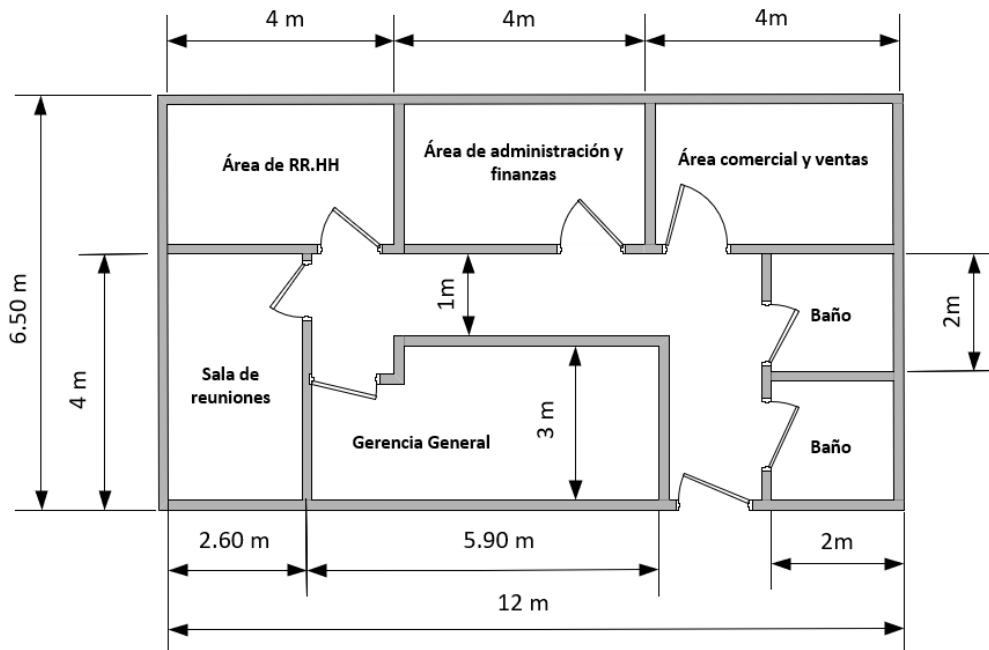 4 m
4m
4m
Área de RR.HH
Área de administración y
finanzas
Área comercial y ventas
6.50 m
4 m
1m
Baño
2m
Sala de
reuniones
Gerencia General
3 m
Baño
2.60 m
5.90 m
2m
12 m